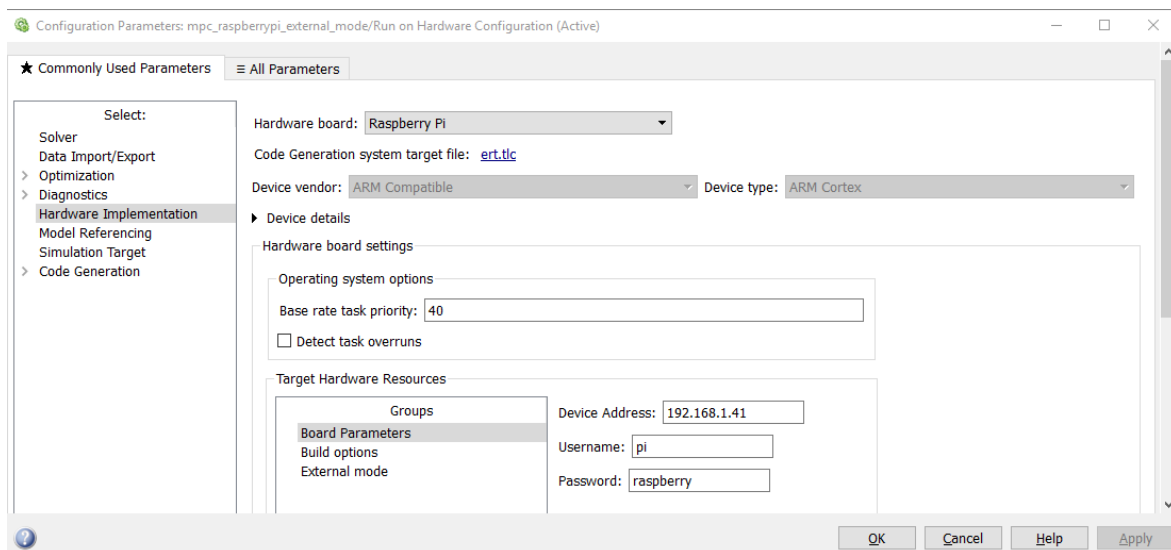 Configuration Parameters: mpc_raspberrypi_external_mode/Run on Hardware Configuration (Active)
★ Commonly Used Parameters
≡ All Parameters
Select:
Solver
Data Import/Export
Optimization
Diagnostics
Hardware Implementation
Model Referencing
Simulation Target
Code Generation
Hardware board: Raspberry Pi
Code Generation system target file: ert.tlc
Device vendor: ARM Compatible Device type: ARM Cortex
Device details
Hardware board settings
Operating system options
Base rate task priority: 40
Detect task overruns
Target Hardware Resources
Groups
Board Parameters
Build options
External mode
Device Address: 192.168.1.41
Username: pi
Password: raspberry
?
OK Cancel Help Apply